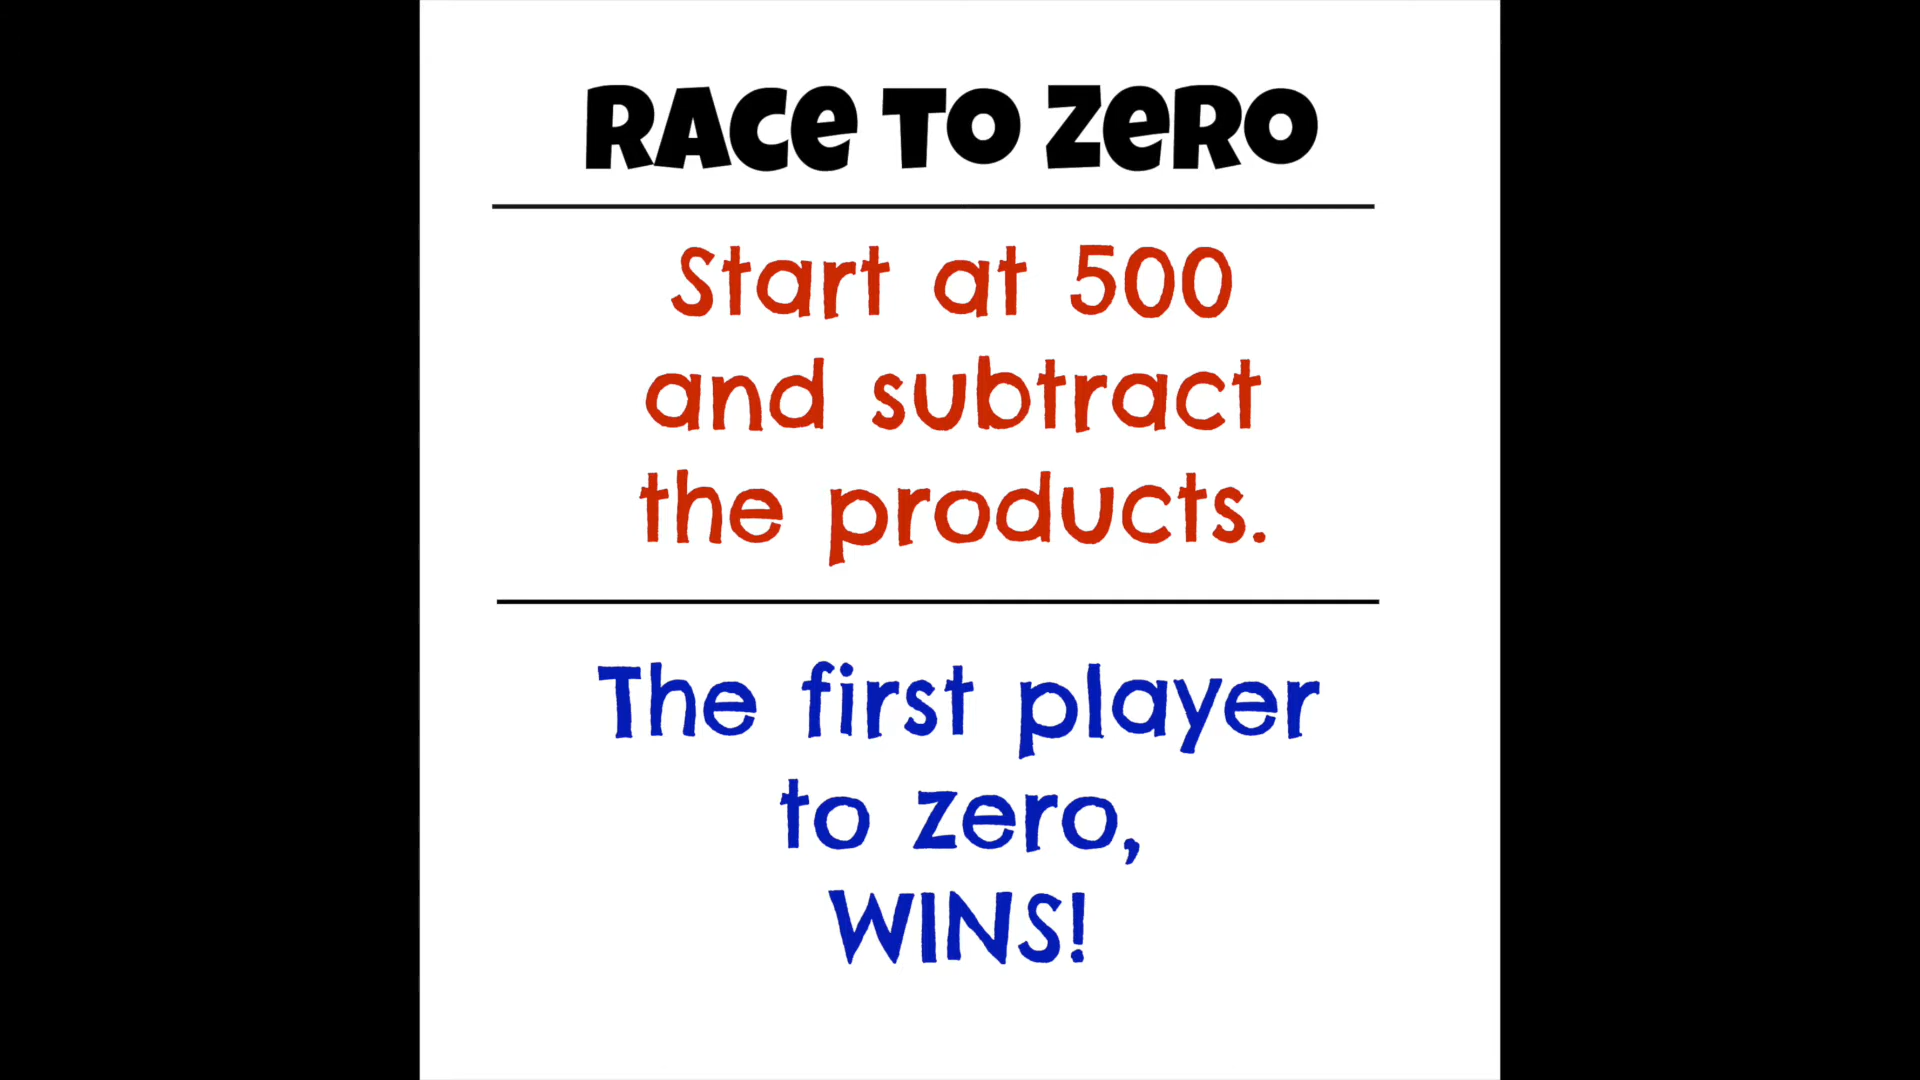 RACE TO ZERO
Start at 500
and subtract
the products.
The first player
to zero,
WINS!